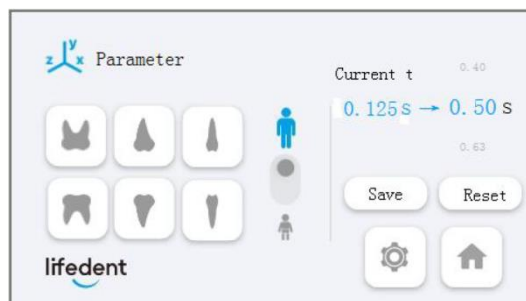 z y x Parameter
Current t
0.40
0.125s → 0.50 s
0.63
Save Reset
lifedent